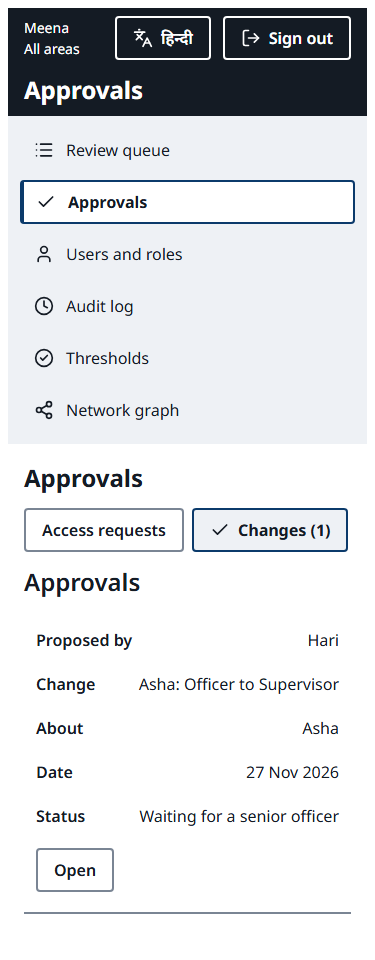 Meena
All areas
हिन्दी
Sign out
Approvals
Review queue
Approvals
Users and roles
Audit log
Thresholds
Network graph
Approvals
Access requests
Changes (1)
Approvals
Proposed by Hari
Change Asha: Officer to Supervisor
About Asha
Date 27 Nov 2026
Status Waiting for a senior officer
Open